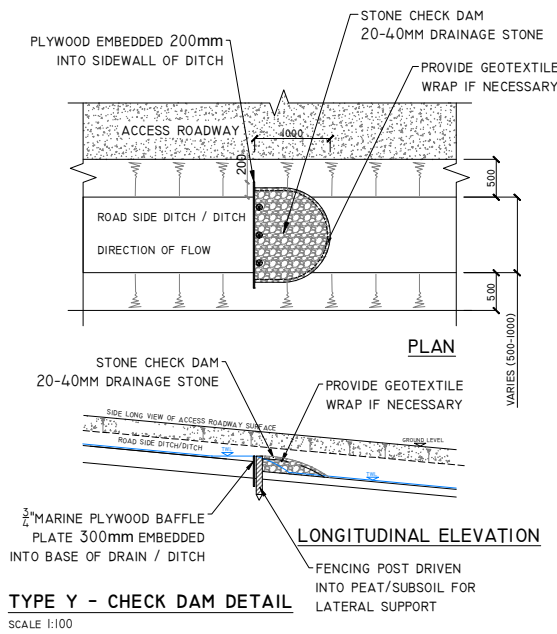 STONE CHECK DAM
20-40MM DRAINAGE STONE
PLYWOOD EMBEDDED 200mm
INTO SIDEWALL OF DITCH
PROVIDE GEOTEXTILE
WRAP IF NECESSARY
ACCESS ROADWAY
1000
200
500
ROAD SIDE DITCH / DITCH
DIRECTION OF FLOW
500
VARIES (500-1000)
PLAN
STONE CHECK DAM
20-40MM DRAINAGE STONE
PROVIDE GEOTEXTILE
WRAP IF NECESSARY
SIDE LONG VIEW OF ACCESS ROADWAY SURFACE
GROUND LEVEL
ROAD SIDE DITCH/DITCH
TWL
3/4"MARINE PLYWOOD BAFFLE
PLATE 300mm EMBEDDED
INTO BASE OF DRAIN / DITCH
LONGITUDINAL ELEVATION
FENCING POST DRIVEN
INTO PEAT/SUBSOIL FOR
LATERAL SUPPORT
TYPE Y - CHECK DAM DETAIL
SCALE 1:100